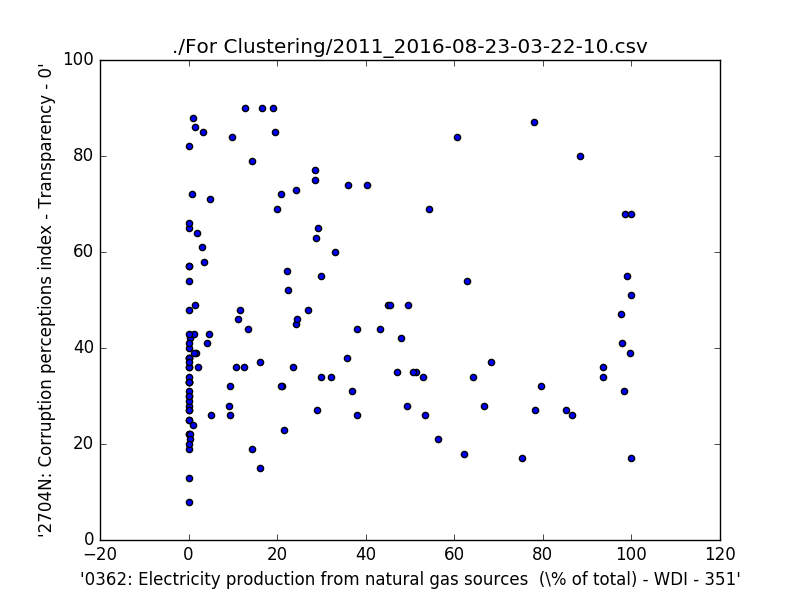 ./For Clustering/2011_2016-08-23-03-22-10.csv
100
80
60
40
20
0
'2704N: Corruption perceptions index - Transparency - 0'
−20 0 20 40 60 80 100 120
'0362: Electricity production from natural gas sources  (\% of total) - WDI - 351'